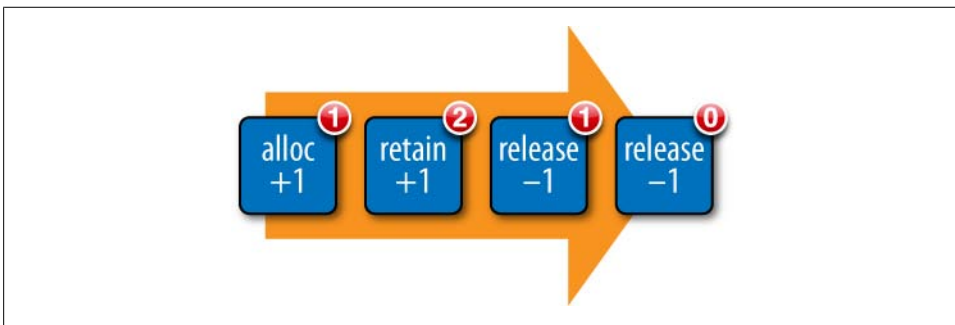 1
alloc
+1
2
retain
+1
1
release
–1
0
release
–1